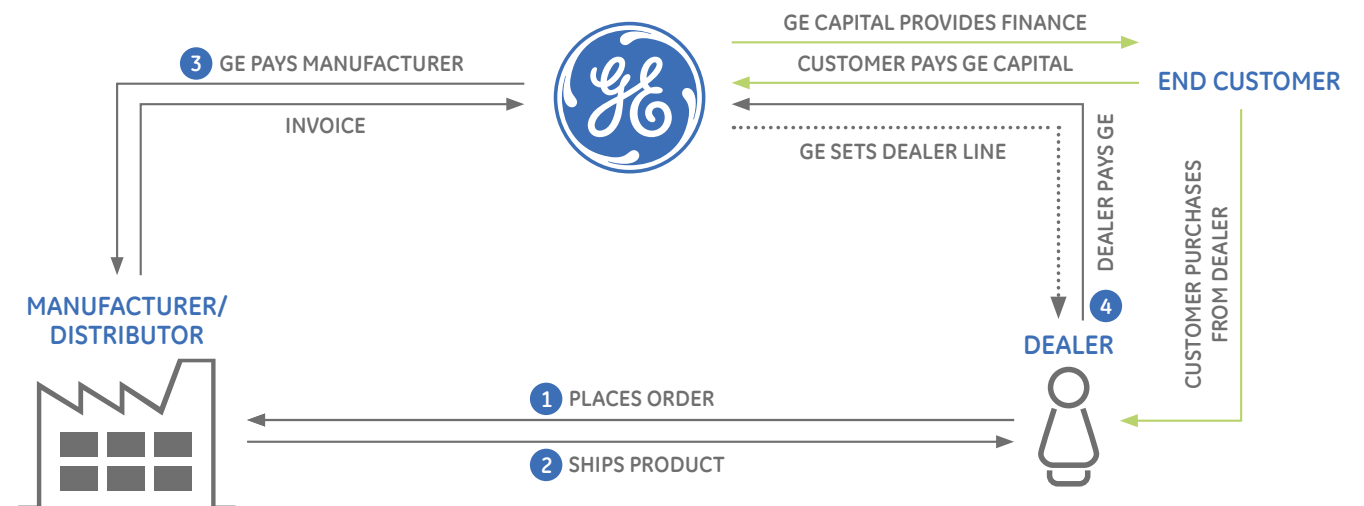 GE CAPITAL PROVIDES FINANCE
3 GE PAYS MANUFACTURER
CUSTOMER PAYS GE CAPITAL
END CUSTOMER
GE
INVOICE
GE SETS DEALER LINE
DEALER PAYS GE
4
CUSTOMER PURCHASES
FROM DEALER
MANUFACTURER/
DISTRIBUTOR
DEALER
1 PLACES ORDER
2 SHIPS PRODUCT